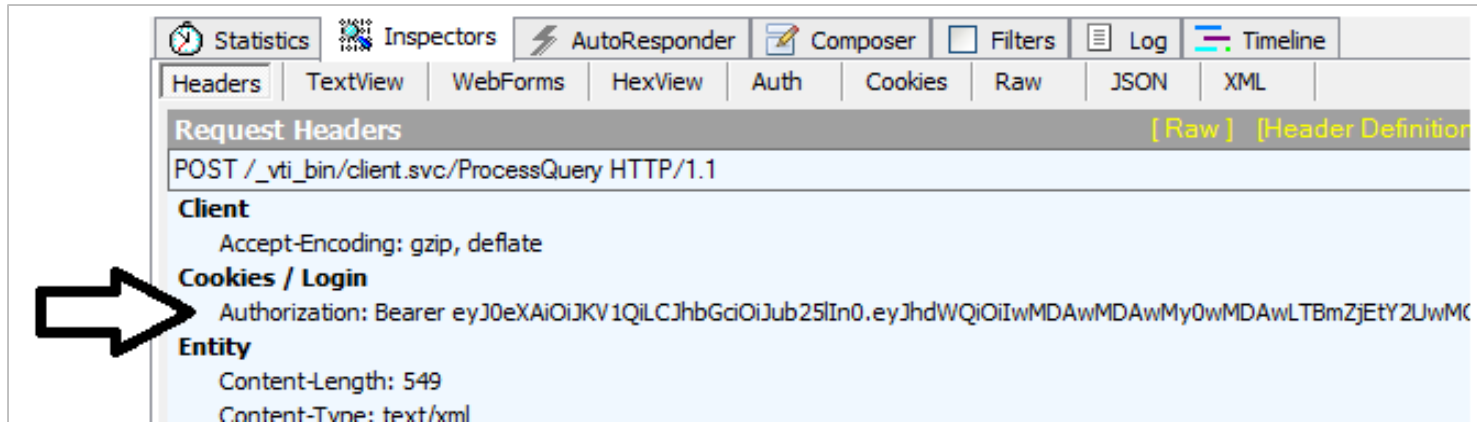 Statistics Inspectors AutoResponder Composer Filters Log Timeline
Headers TextView WebForms HexView Auth Cookies Raw JSON XML
Request Headers [ Raw ] [Header Definition
POST /_vti_bin/client.svc/ProcessQuery HTTP/1.1
Client
Accept-Encoding: gzip, deflate
Cookies / Login
Authorization: Bearer eyJ0eXAiOiJKV1QiLCJhbGciOiJub25lIn0.eyJhdWQiOiIwMDAwMDAwMy0wMDAwLTBmZjEtY2UwMC
Entity
Content-Length: 549
Content-Type: text/xml